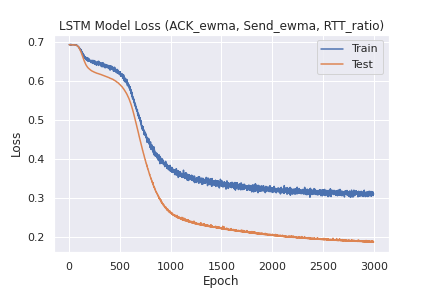 LSTM Model Loss (ACK_ewma, Send_ewma, RTT_ratio)
Train
Test
Loss
0.7
0.6
0.5
0.4
0.3
0.2
0 500 1000 1500 2000 2500 3000
Epoch